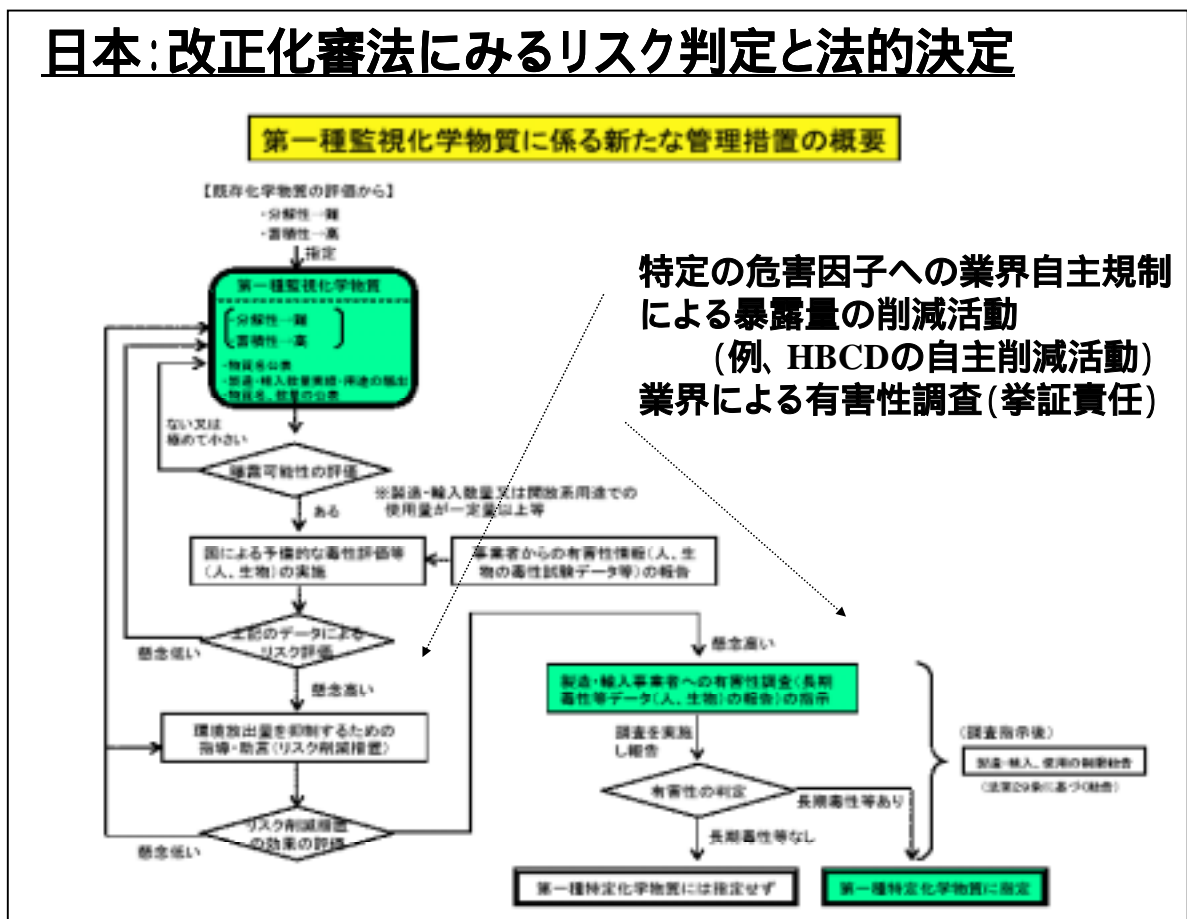 日本：改正化審法にみるリスク判定と法的決定
第一種監視化学物質に係る新たな管理措置の概要
【既存化学物質の評価から】
・分解性→難
・蓄積性→高
指定
第一種監視化学物質
・分解性→難
・蓄積性→高
・物質名公表
・製造・輸入数量実績・用途の届出
・物質名、数量の公表
特定の危害因子への業界自主規制
による暴露量の削減活動
(例、HBCDの自主削減活動)
業界による有害性調査(挙証責任)
ない又は
極めて小さい
暴露可能性の評価
ある
※製造・輸入数量又は開放系用途での
使用量が一定量以上等
国による予備的な毒性評価等
(人、生物)の実施
事業者からの有害性情報(人、生
物の毒性試験データ等)の報告
上記のデータによる
リスク評価
懸念低い
懸念高い
環境放出量を抑制するための
指導・助言(リスク削減措置)
リスク削減措置
の効果の評価
懸念低い
懸念高い
製造・輸入事業者への有害性調査(長期
毒性等データ(人、生物)の報告)の指示
調査を実施
し報告
有害性の判定
長期毒性等あり
長期毒性等なし
(調査指示後)
製造・輸入、使用の制限勧告
(法第29条に基づく勧告)
第一種特定化学物質には指定せず
第一種特定化学物質に指定